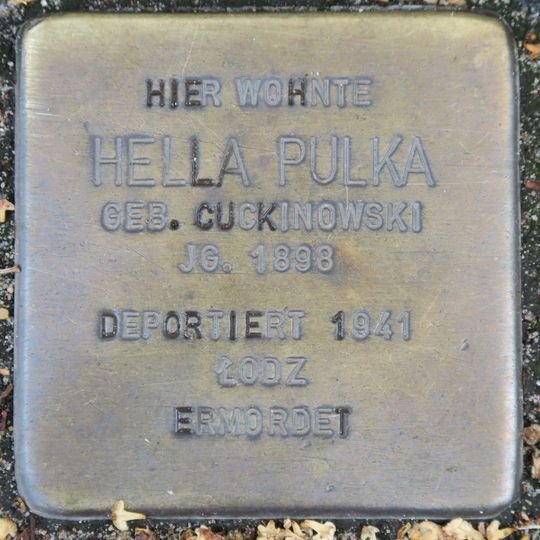 HIER WOHNTE
HELLA PULKA
GEB. CUCKINOWSKI
JG. 1898
DEPORTIERT 1941
ŁODZ
ERMORDET